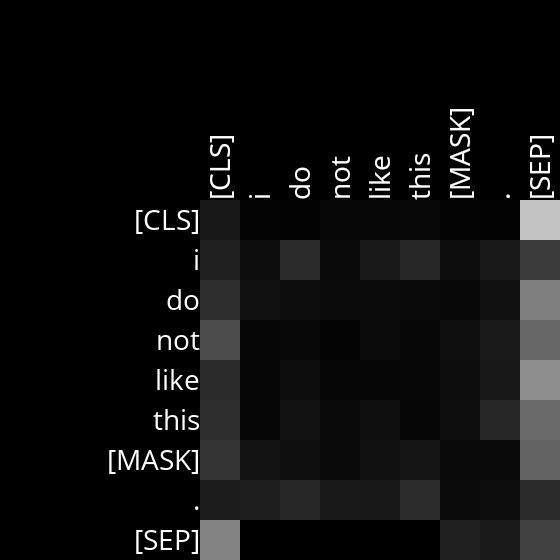 [CLS] i do not like this [MASK] . [SEP]
[CLS]
i
do
not
like
this
[MASK]
.
[SEP]